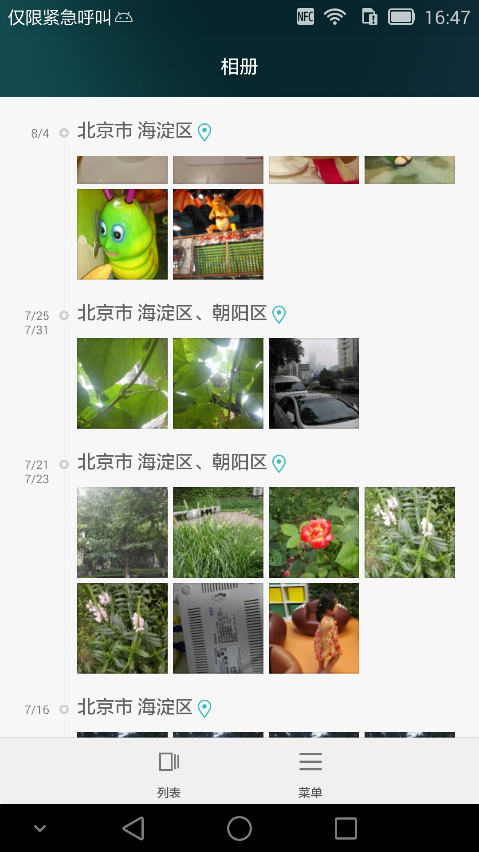 仅限紧急呼叫
NFC
16:47
相册
8/4
北京市 海淀区
7/25
7/31
北京市 海淀区、朝阳区
7/21
7/23
北京市 海淀区、朝阳区
7/16
北京市 海淀区
列表
菜单